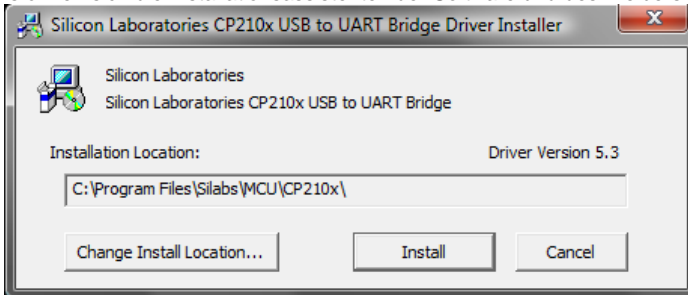 Silicon Laboratories CP210x USB to UART Bridge Driver Installer
Silicon Laboratories
Silicon Laboratories CP210x USB to UART Bridge
Installation Location:
Driver Version 5.3
C:\Program Files\Silabs\MCU\CP210x\
Change Install Location...
Install
Cancel